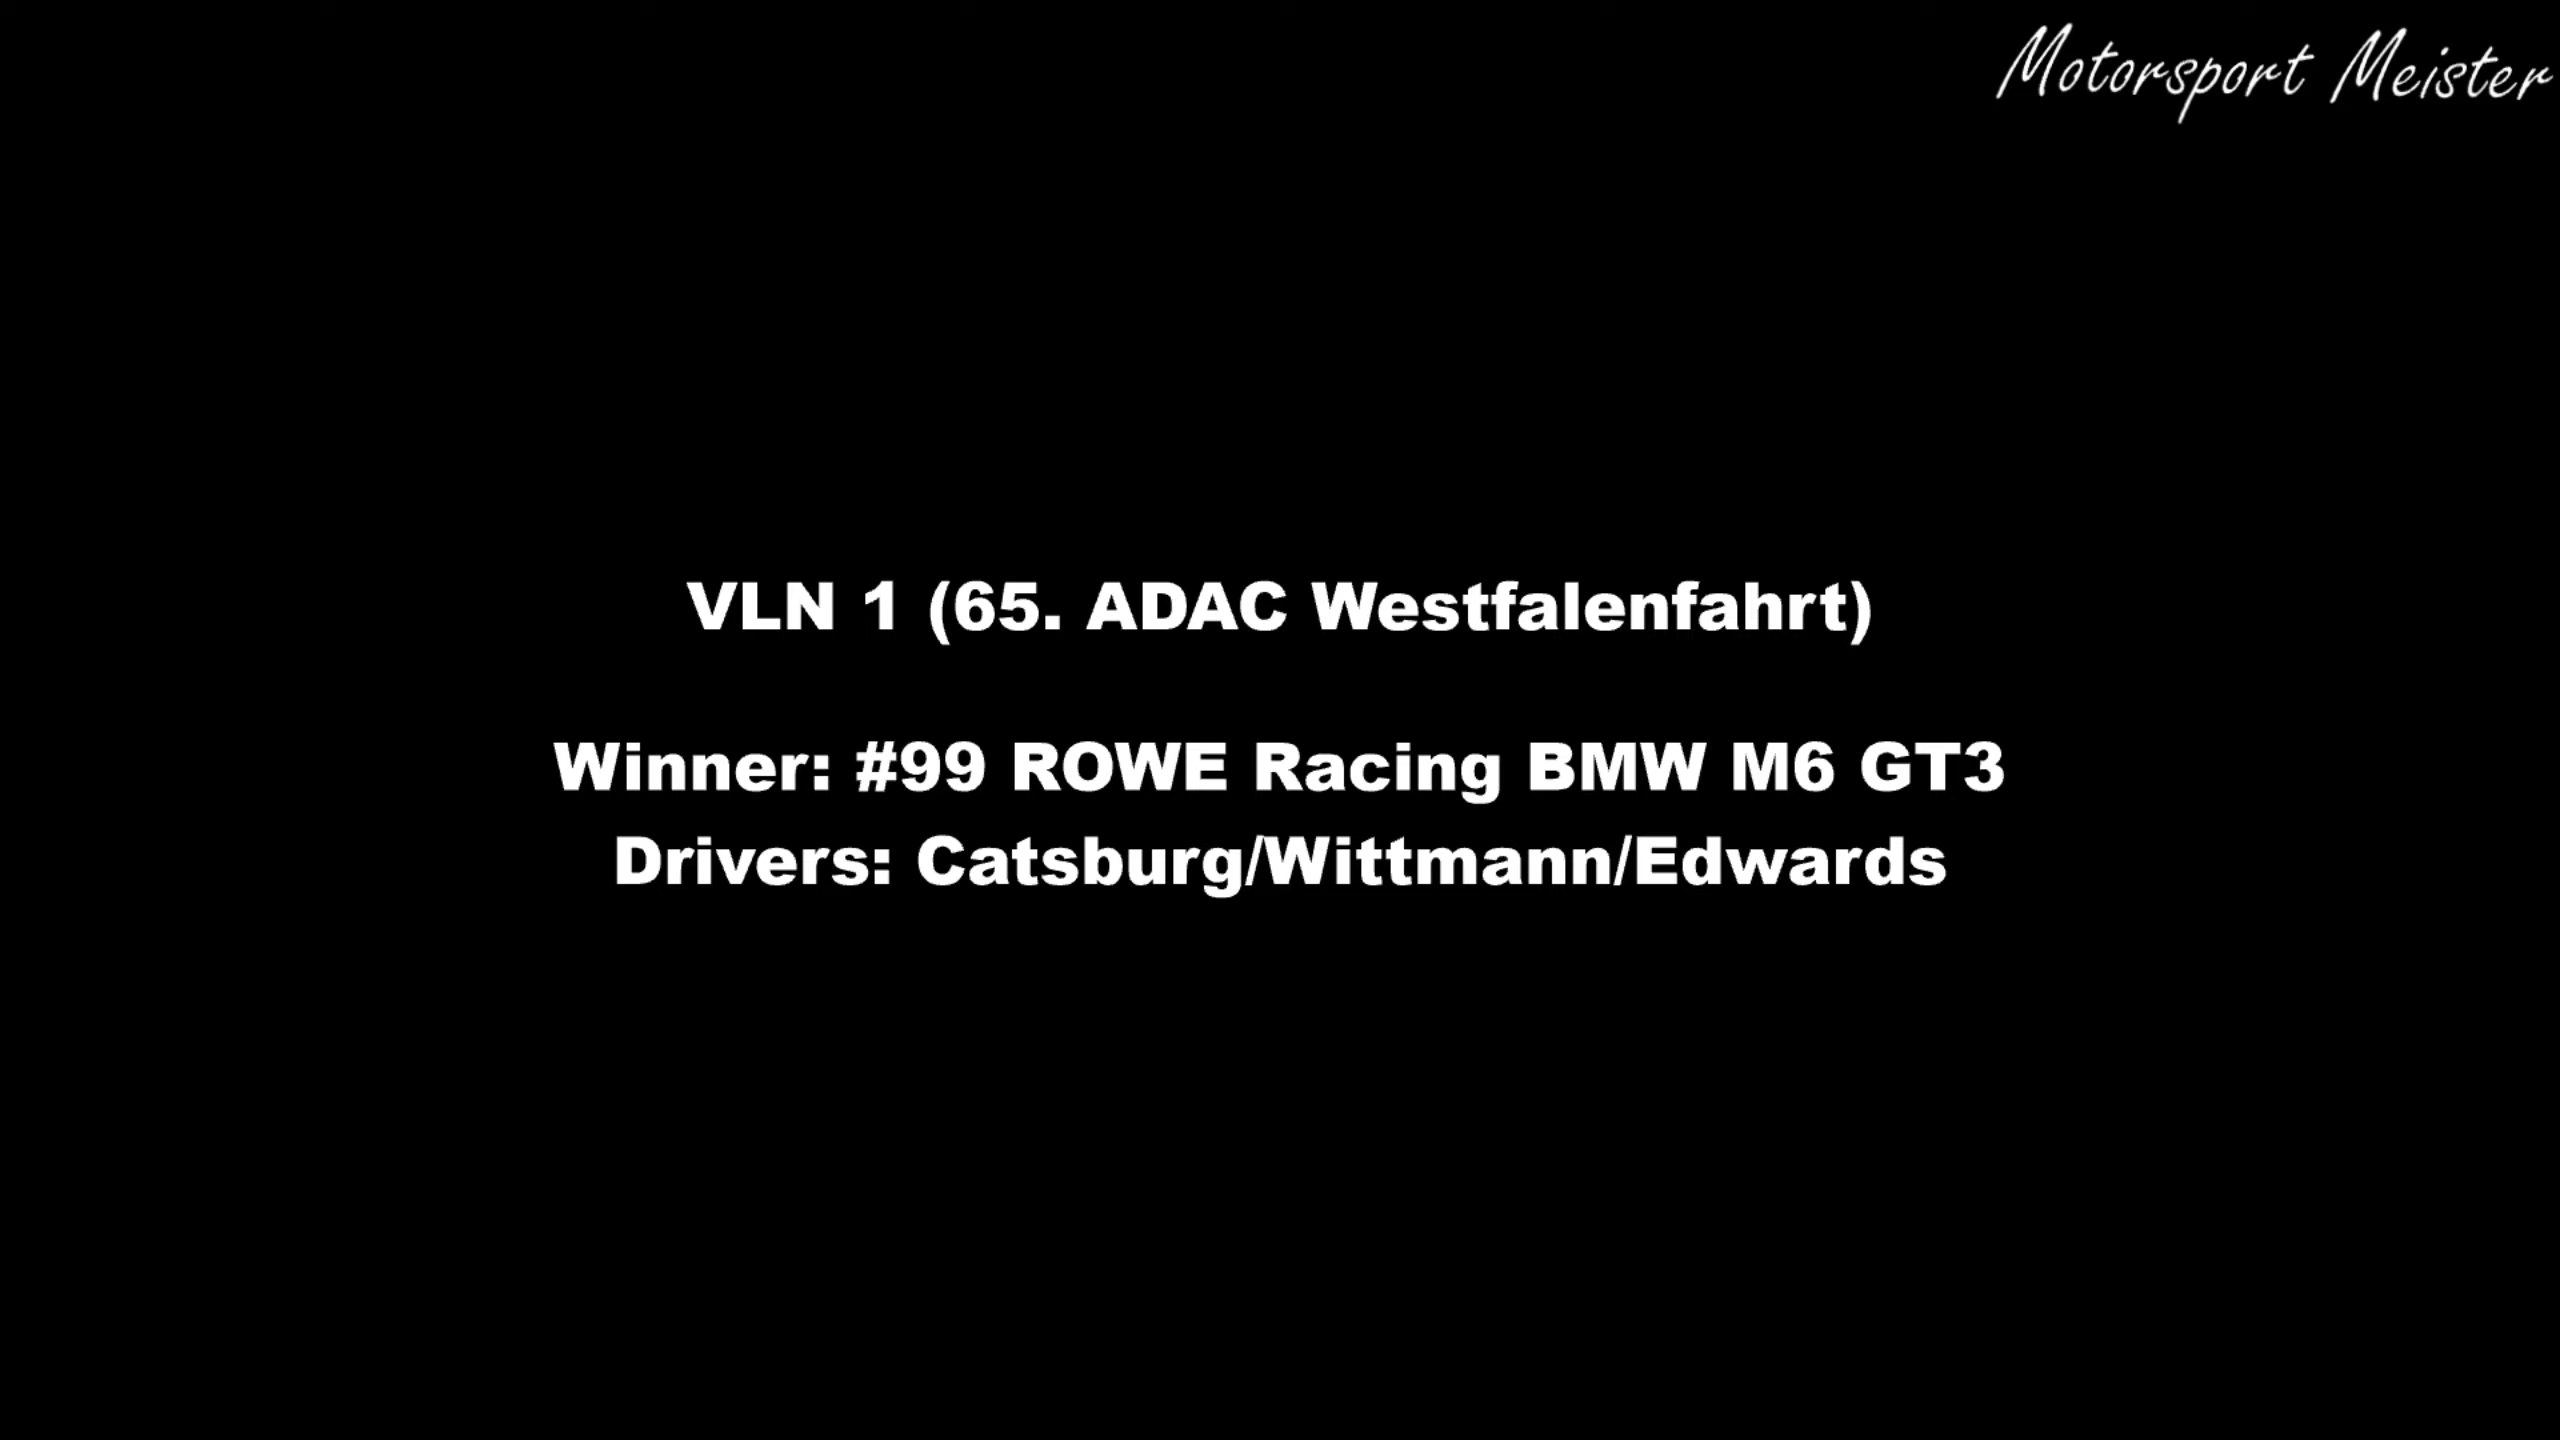 Motorsport Meister
VLN 1 (65. ADAC Westfalenfahrt)
Winner: #99 ROWE Racing BMW M6 GT3
Drivers: Catsburg/Wittmann/Edwards